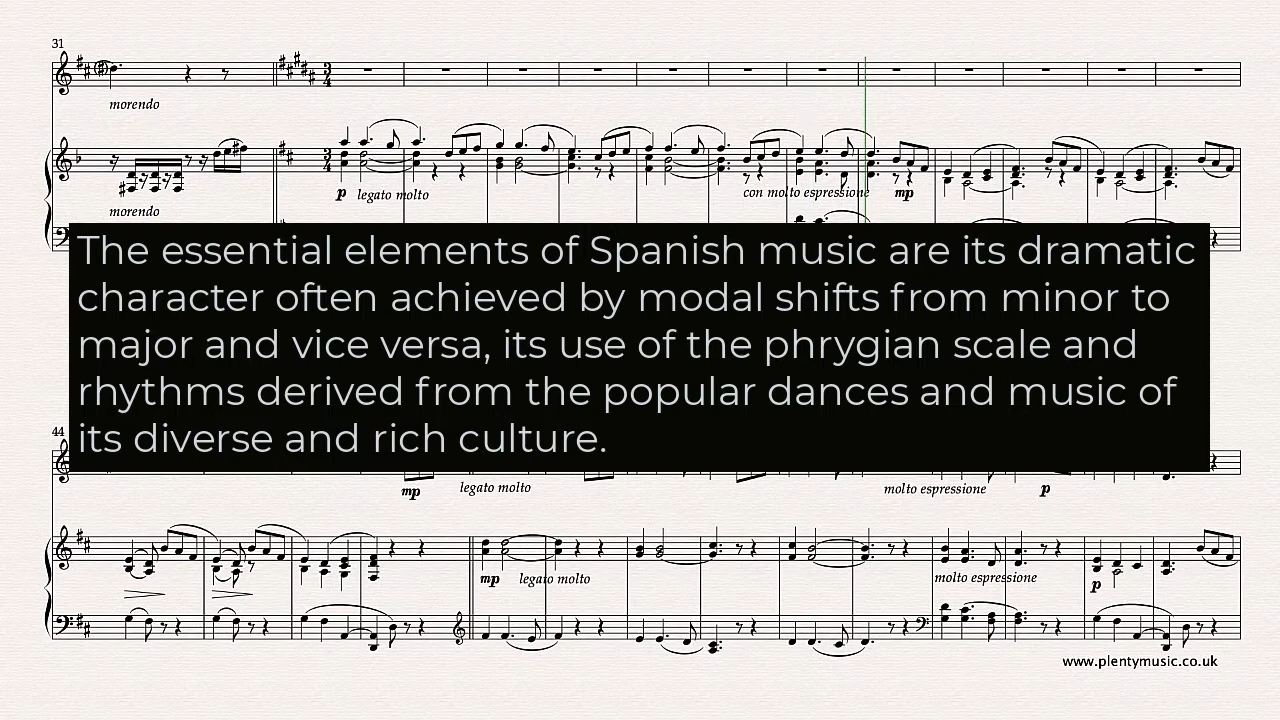 31
morendo
p legato molto
con molto espressione mp
morendo
The essential elements of Spanish music are its dramatic
character often achieved by modal shifts from minor to
major and vice versa, its use of the phrygian scale and
rhythms derived from the popular dances and music of
its diverse and rich culture.
44
mp legato molto
molto espressione p
mp legato molto
molto espressione
p
www.plentymusic.co.uk